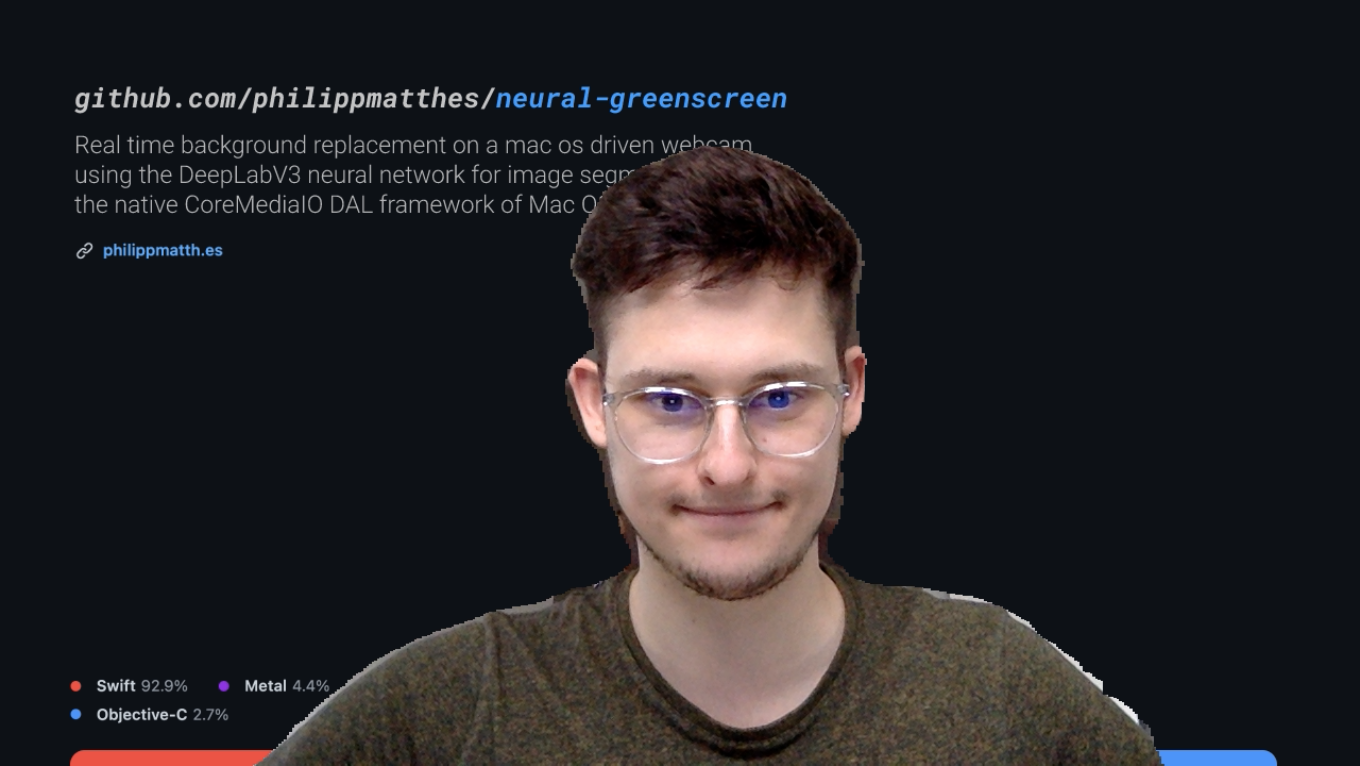 github.com/philippmatthes/neural-greenscreen
Real time background replacement on a mac os driven webcam
using the DeepLabV3 neural network for image
the native CoreMediaIO DAL framework of Mac
philippmatth.es
Swift 92.9% Metal 4.4%
Objective-C 2.7%